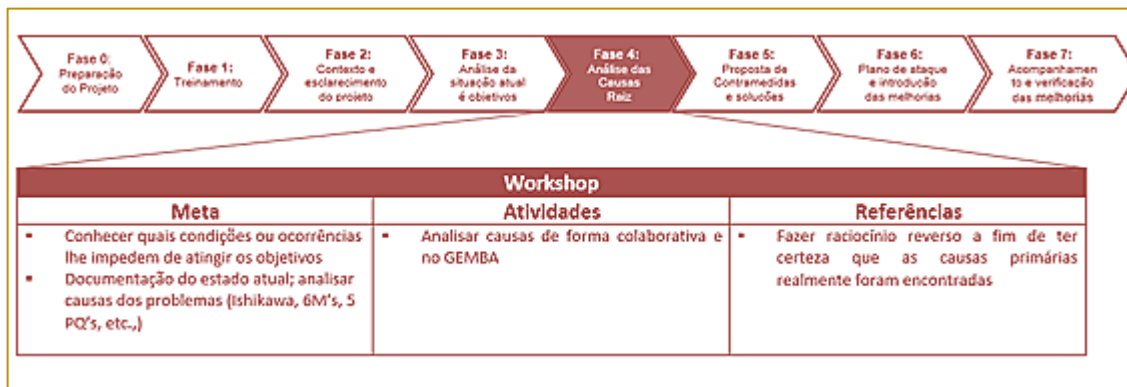 Fase 0:
Preparação
do Projeto
Fase 1:
Treinamento
Fase 2:
Contexto e
esclarecimento
do projeto
Fase 3:
Análise da
situação atual
é objetivos
Fase 4:
Análise das
Causas
Raiz
Fase 5:
Proposta de
Contramedidas
e soluções
Fase 6:
Plano de ataque
e introdução
das melhorias
Fase 7:
Acompanhamen
to e verificação
das melhorias
Workshop
Meta
Atividades
Referências
▪ Conhecer quais condições ou ocorrências
lhe impedem de atingir os objetivos
▪ Documentação do estado atual; analisar
causas dos problemas (Ishikawa, 6M's, 5
PQ's, etc.,)
▪ Analisar causas de forma colaborativa e
no GEMBA
▪ Fazer raciocínio reverso a fim de ter
certeza que as causas primárias
realmente foram encontradas